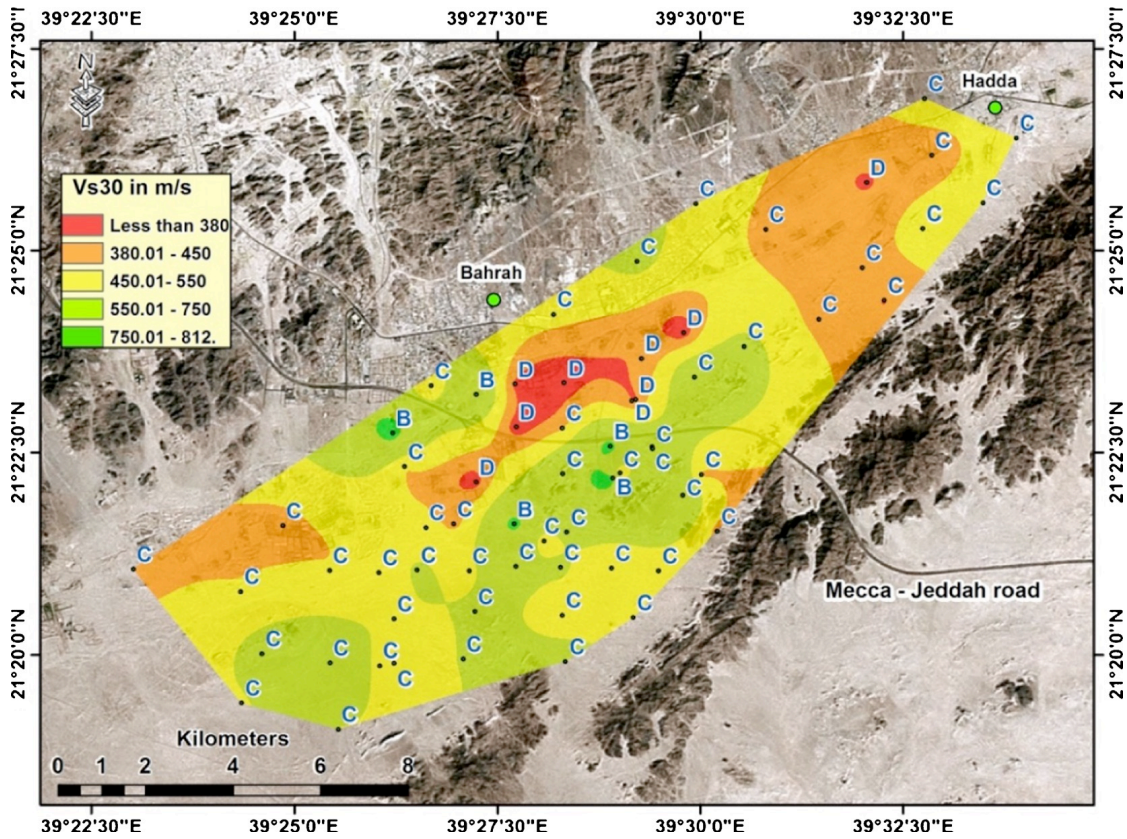 39°22'30"E 39°25'0"E 39°27'30"E 39°30'0"E 39°32'30"E
21°27'30" 21°27'30"
N
Hadda
C
C
C
D
C
C
C
C
Vs30 in m/s
Less than 380
380.01 - 450
450.01- 550
550.01 - 750
750.01 - 812.
21°25'0"N 21°25'0"N
C
C
Bahrah
C
C
C
D
C
D
C
B
D
D
C
D
B
D
C
D
B
C
21°22'30"N 21°22'30"N
C
D
C
C
C
C
B
C
C
C
C
B
C
C
C
C
C
C
C
C
C
C
C
C
C
C
Mecca - Jeddah road
C
C
C
C
21°20'0"N 21°20'0"N
C
C
C
C
C
C
C
C
Kilometers
0 1 2 4 6 8
39°22'30"E 39°25'0"E 39°27'30"E 39°30'0"E 39°32'30"E